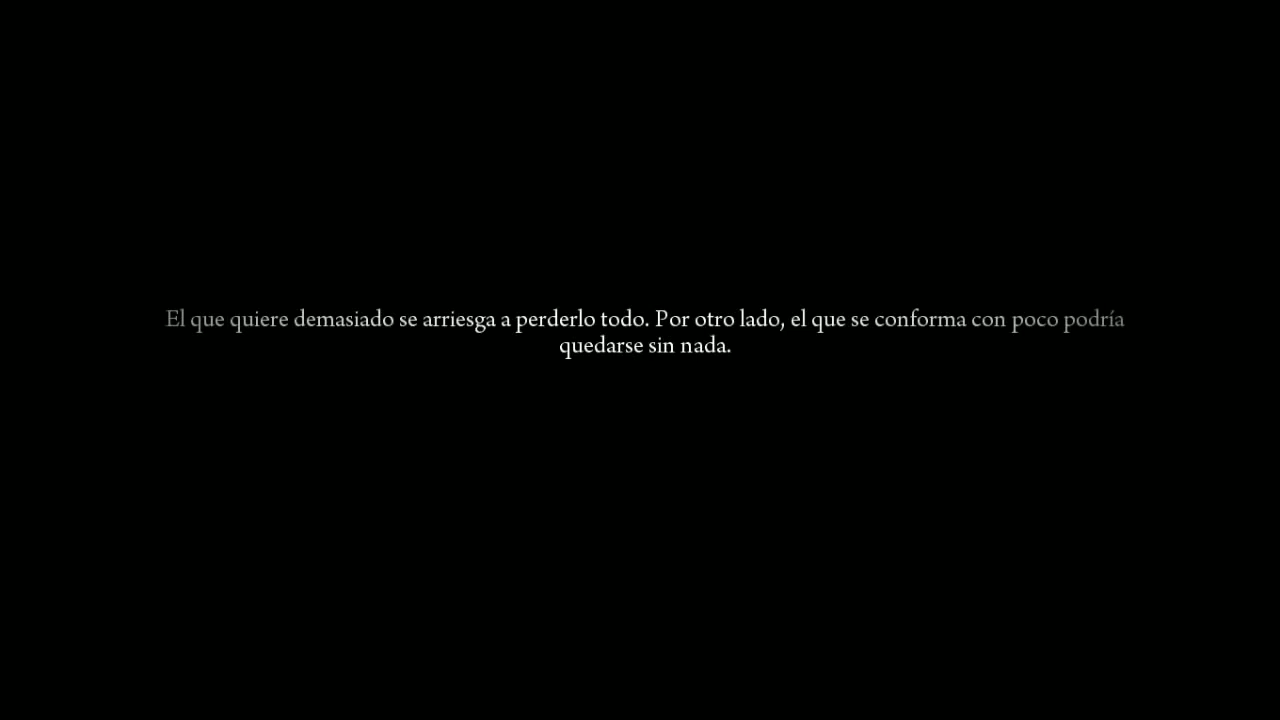 El que quiere demasiado se arriesga a perderlo todo. Por otro lado, el que se conforma con poco podría
quedarse sin nada.